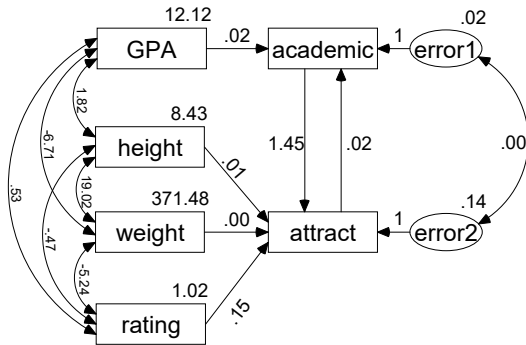 12.12
.02
GPA
.02
academic
1
error1
1.82
-6.71
8.43
height
1.45
.02
.00
.53
.01
19.02
371.48
.14
-.47
weight
.00
attract
1
error2
-5.24
1.02
.15
rating